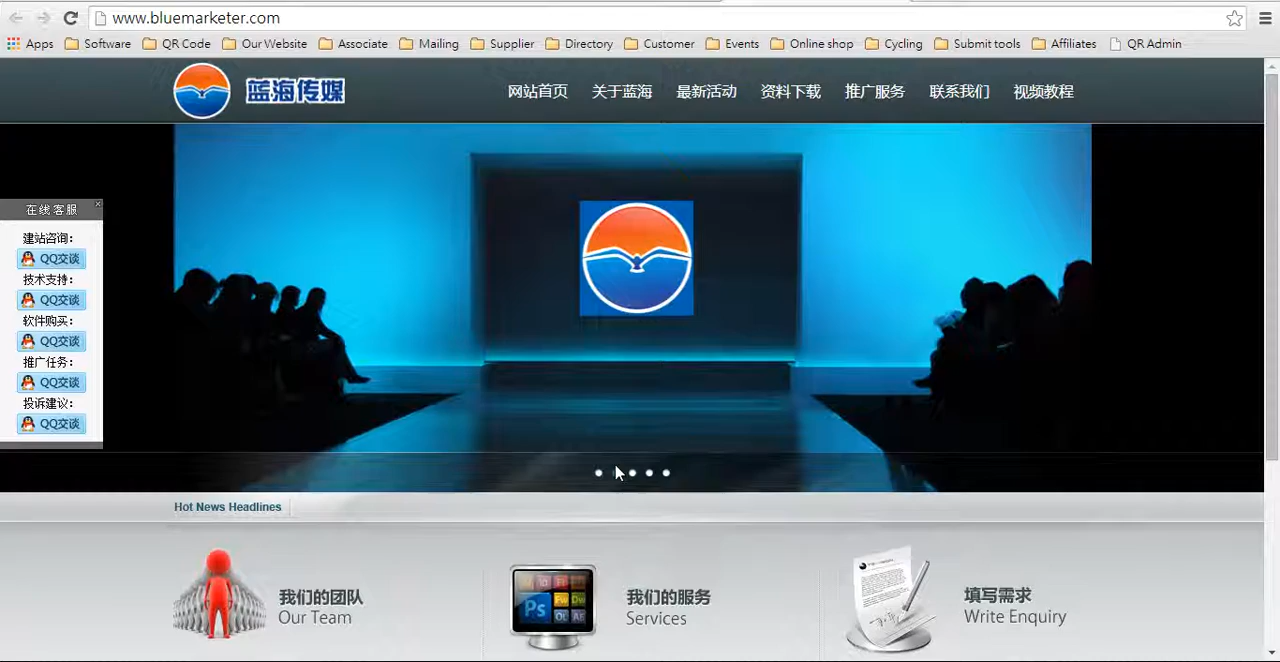 www.bluemarketer.com
Apps Software QR Code Our Website Associate Mailing Supplier Directory Customer Events Online shop Cycling Submit tools Affiliates QR Admin
蓝海传媒
网站首页 关于蓝海 最新活动 资料下载 推广服务 联系我们 视频教程
在线客服
建站咨询:
QQ交谈
技术支持:
QQ交谈
软件购买:
QQ交谈
推广任务:
QQ交谈
投诉建议:
QQ交谈
Hot News Headlines
我们的团队
Our Team
Ps
Fw
Dw
我们的服务
Services
填写需求
Write Enquiry